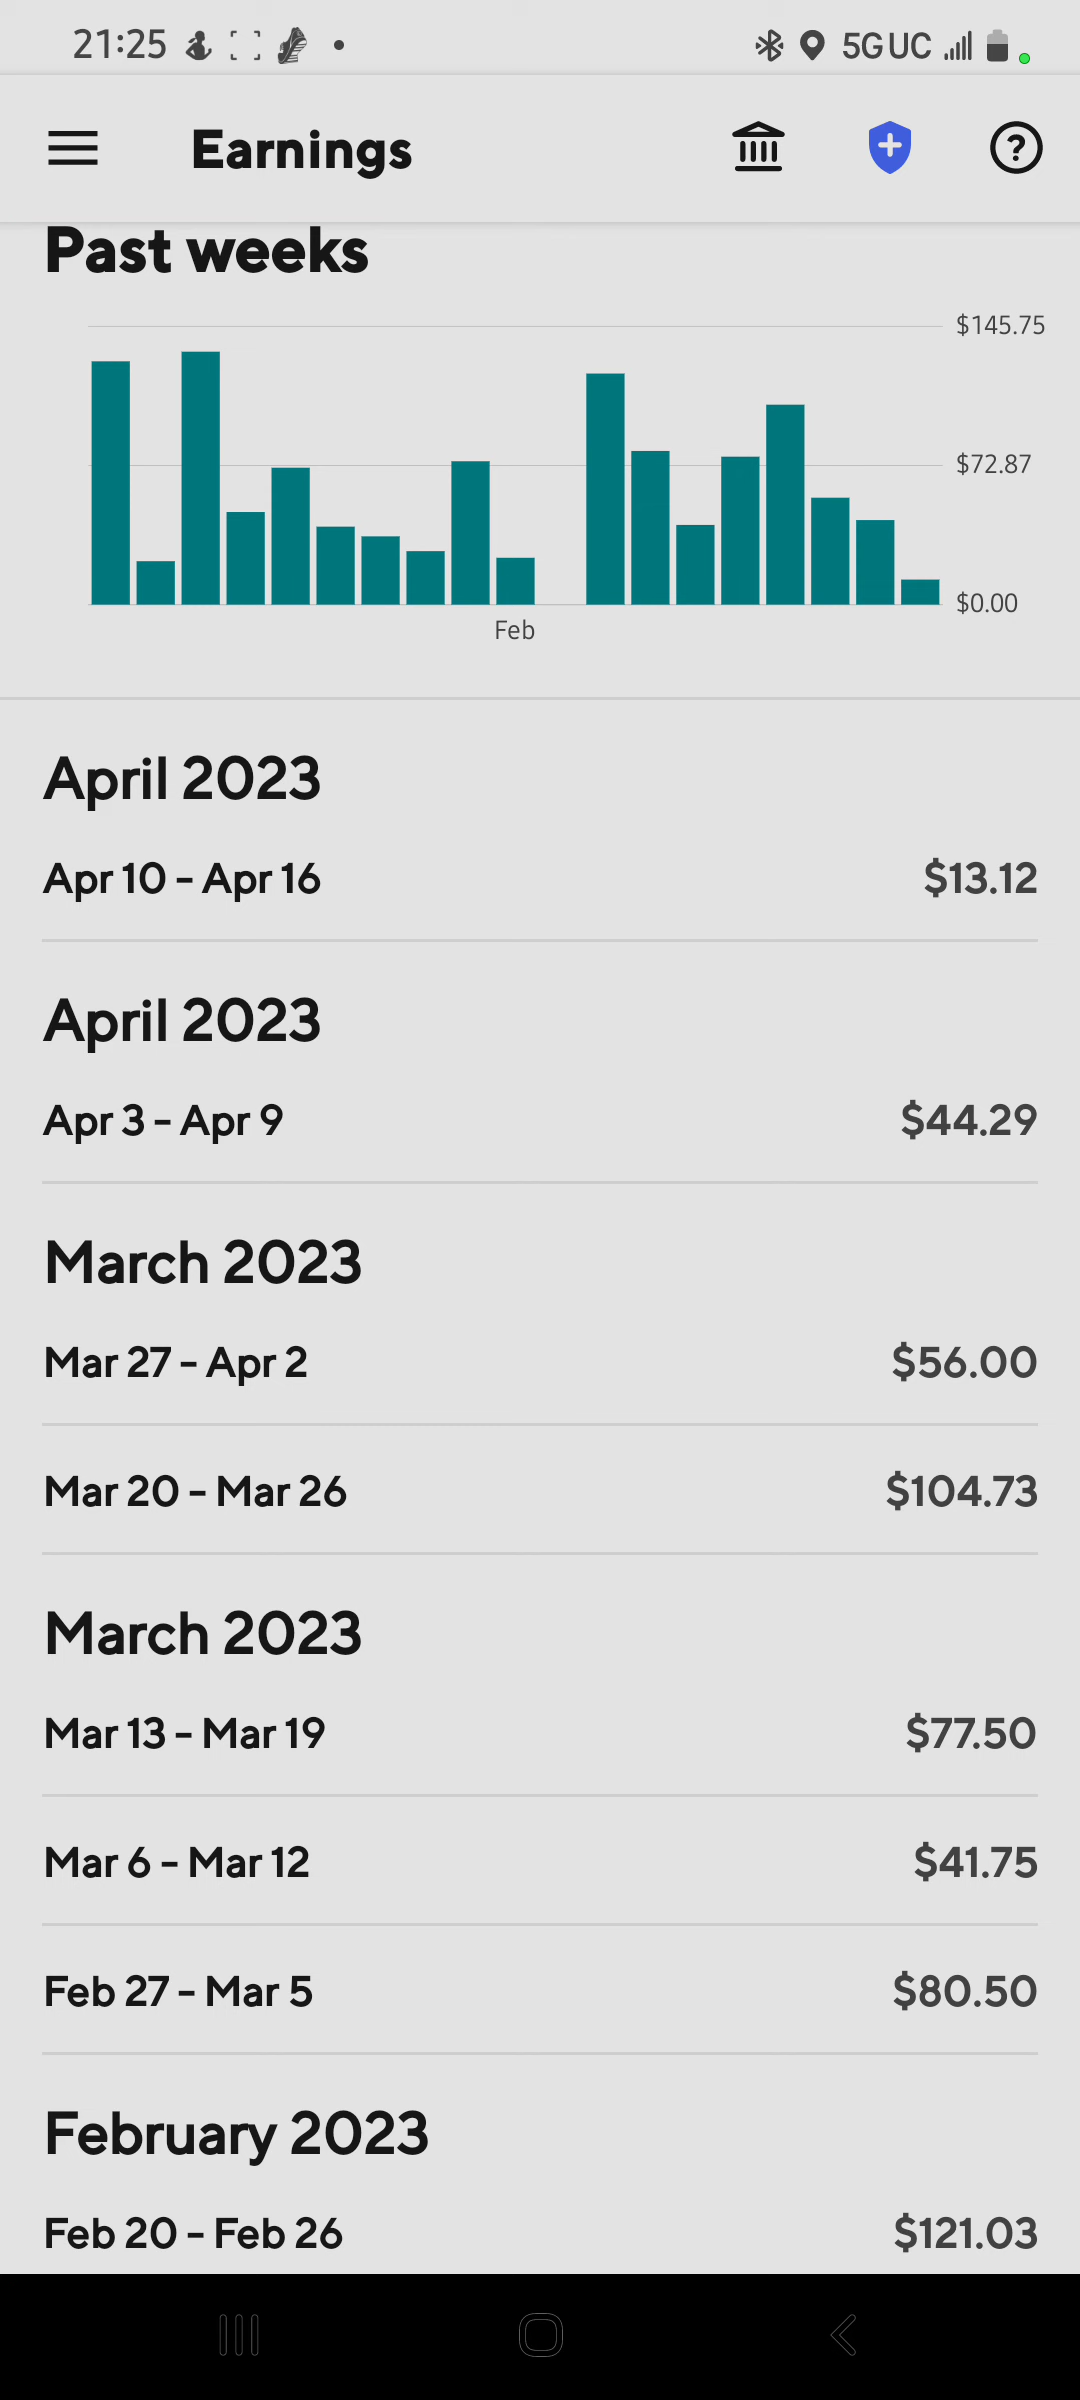 21:25
5G UC
Earnings
Past weeks
$145.75
$72.87
$0.00
Feb
April 2023
Apr 10 - Apr 16 $13.12
April 2023
Apr 3 - Apr 9 $44.29
March 2023
Mar 27 - Apr 2 $56.00
Mar 20 - Mar 26 $104.73
March 2023
Mar 13 - Mar 19 $77.50
Mar 6 - Mar 12 $41.75
Feb 27 - Mar 5 $80.50
February 2023
Feb 20 - Feb 26 $121.03